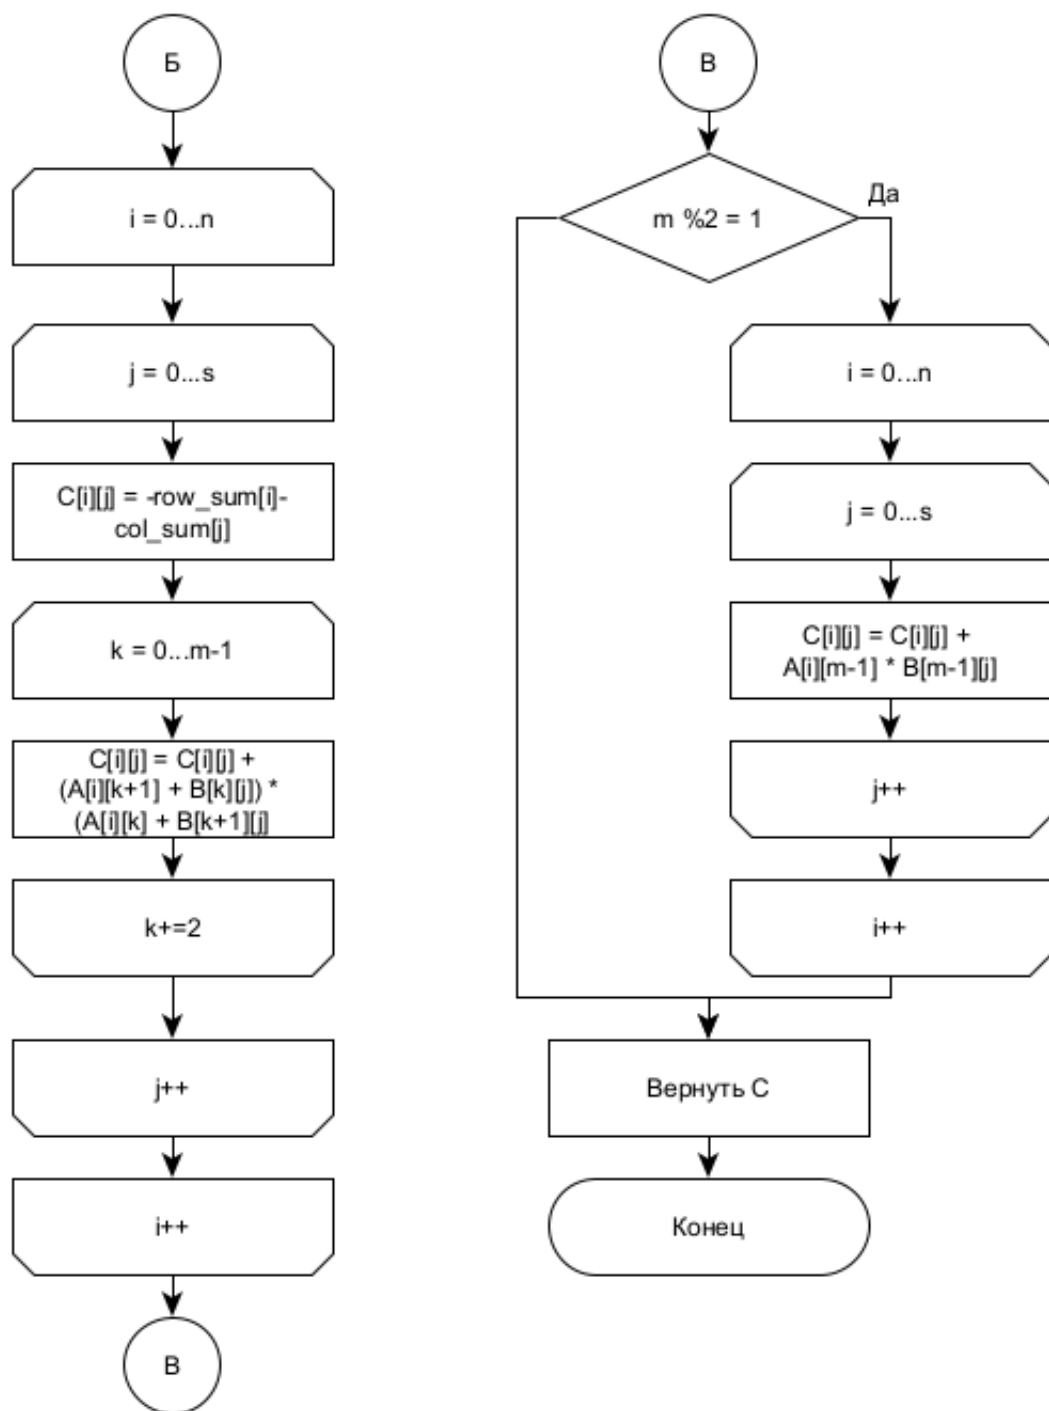 Б
i = 0...n
j = 0...s
C[i][j] = -row_sum[i]-
col_sum[j]
k = 0...m-1
C[i][j] = C[i][j] +
(A[i][k+1] + B[k][j]) *
(A[i][k] + B[k+1][j]
k+=2
j++
i++
В
В
m %2 = 1
Да
i = 0...n
j = 0...s
C[i][j] = C[i][j] +
A[i][m-1] * B[m-1][j]
j++
i++
Вернуть С
Конец